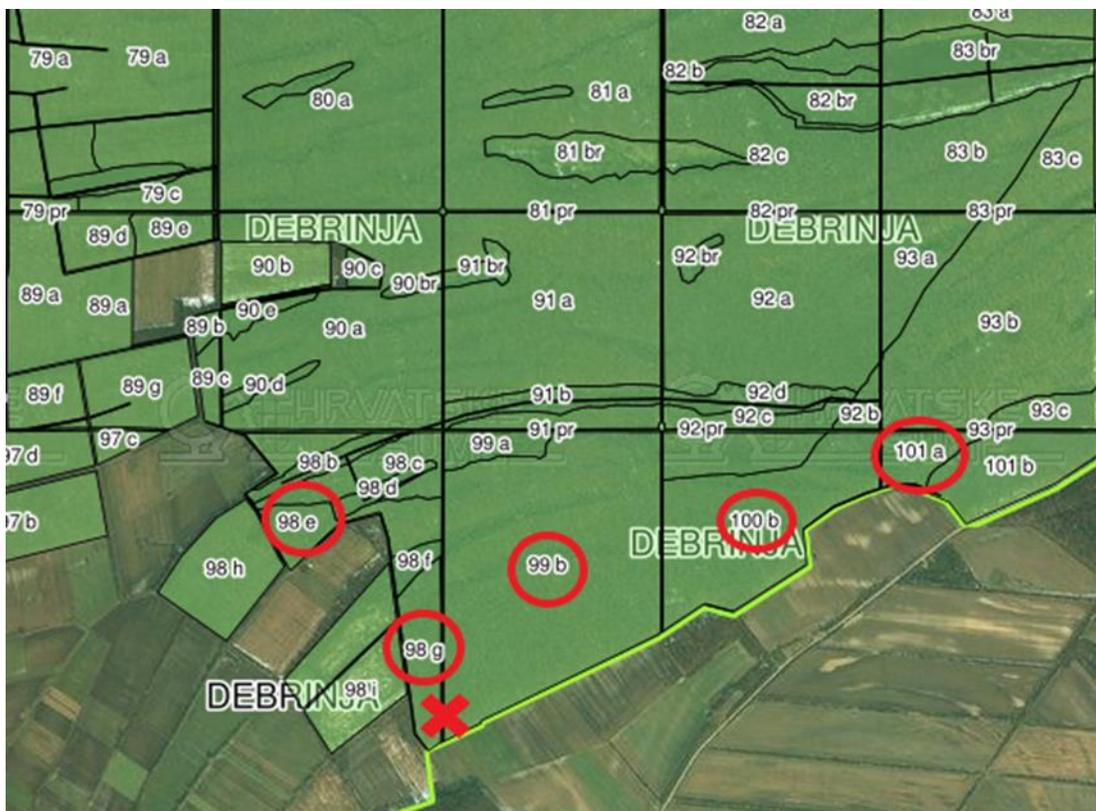 82 a
83 a
79 a
79 a
83 br
82 b
80 a
81 a
82 br
81 br
82 c
83 b
83 c
79 c
79 pr
81 pr
82 pr
83 pr
89 d
89 e
DEBRINJA
DEBRINJA
90 b
90 c
91 br
92 br
93 a
90 br
89 a
89 a
91 a
92 a
90 e
89 b
90 a
93 b
89 f
89 g
89 c
90 d
91 b
92 d
HRVATSKE
HRVATSKE
92 c
92 b
93 c
97 d
97 c
99 a
91 pr
92 pr
93 pr
98 b
98 c
101 a
101 b
98 d
97 b
98 e
100 b
DEBRINJA
98 h
98 f
99 b
98 g
DEBRINJA
98 i